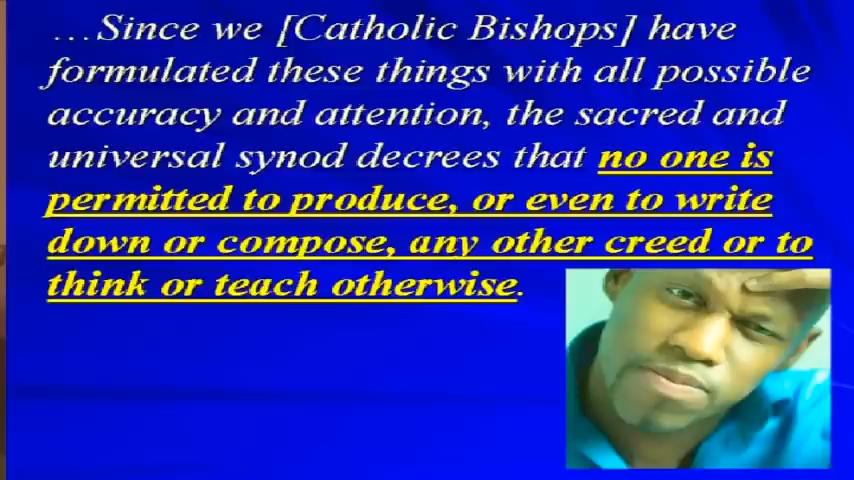 ...Since we [Catholic Bishops] have
formulated these things with all possible
accuracy and attention, the sacred and
universal synod decrees that no one is
permitted to produce, or even to write
down or compose, any other creed or to
think or teach otherwise.